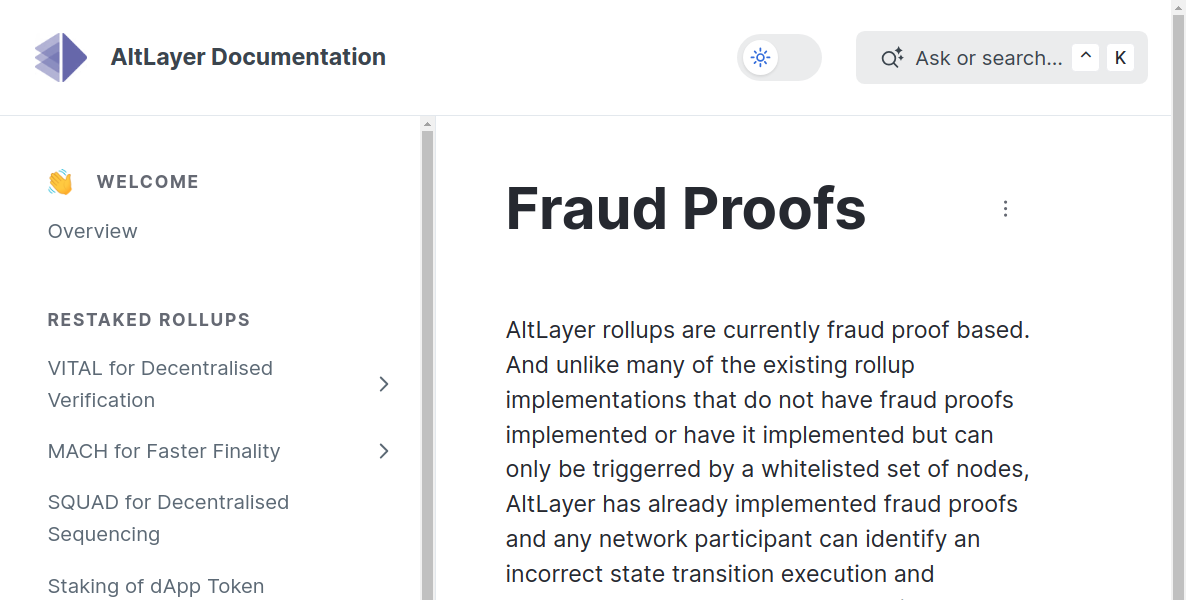 AltLayer Documentation
Ask or search... ^ K
WELCOME
Overview
RESTAKED ROLLUPS
VITAL for Decentralised
Verification
MACH for Faster Finality
SQUAD for Decentralised
Sequencing
Staking of dApp Token
Fraud Proofs
AltLayer rollups are currently fraud proof based.
And unlike many of the existing rollup
implementations that do not have fraud proofs
implemented or have it implemented but can
only be triggerred by a whitelisted set of nodes,
AltLayer has already implemented fraud proofs
and any network participant can identify an
incorrect state transition execution and